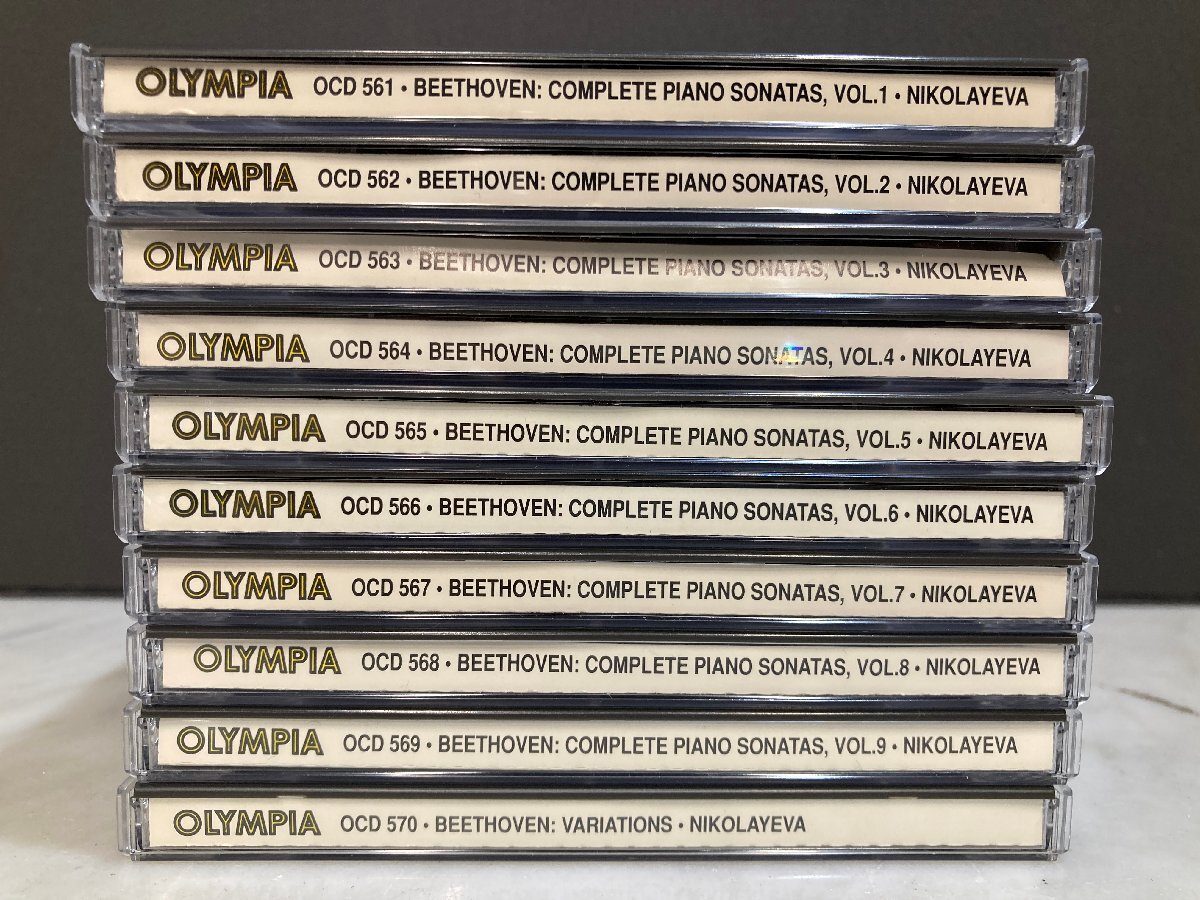 OLYMPIA OCD 561 • BEETHOVEN: COMPLETE PIANO SONATAS, VOL.1 • NIKOLAYEVA
OLYMPIA OCD 562 • BEETHOVEN: COMPLETE PIANO SONATAS, VOL.2 • NIKOLAYEVA
OLYMPIA OCD 563 • BEETHOVEN: COMPLETE PIANO SONATAS, VOL.3 • NIKOLAYEVA
OLYMPIA OCD 564 • BEETHOVEN: COMPLETE PIANO SONATAS, VOL.4 • NIKOLAYEVA
OLYMPIA OCD 565 • BEETHOVEN: COMPLETE PIANO SONATAS, VOL.5 • NIKOLAYEVA
OLYMPIA OCD 566 • BEETHOVEN: COMPLETE PIANO SONATAS, VOL.6 • NIKOLAYEVA
OLYMPIA OCD 567 • BEETHOVEN: COMPLETE PIANO SONATAS, VOL.7 • NIKOLAYEVA
OLYMPIA OCD 568 • BEETHOVEN: COMPLETE PIANO SONATAS, VOL.8 • NIKOLAYEVA
OLYMPIA OCD 569 • BEETHOVEN: COMPLETE PIANO SONATAS, VOL.9 • NIKOLAYEVA
OLYMPIA OCD 570 • BEETHOVEN: VARIATIONS • NIKOLAYEVA